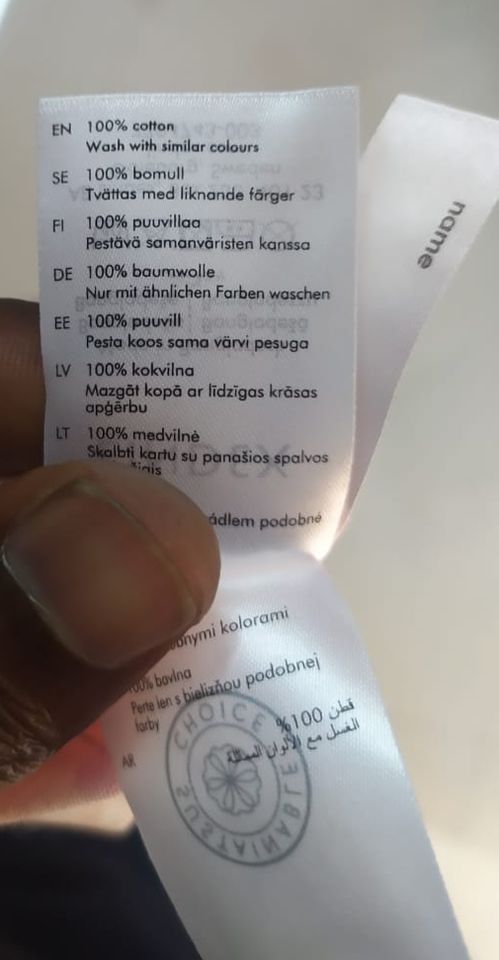 EN 100% cotton
Wash with similar colours
SE 100% bomull
Tvättas med liknande färger
FI 100% puuvillaa
Pestävä samanväristen kanssa
DE 100% baumwolle
Nur mit ähnlichen Farben waschen
EE 100% puuvill
Pesta koos sama värvi pesuga
LV 100% kokvilna
Mazgāt kopā ar līdzīgas krāsas
apģērbu
LT 100% medvilnė
Skalbti kartu su panašios spalvos
podobné
kolorami
100% bavlna
Perte len s bielizňou podobnej
farby
AR قطن 100%
الغسل مع الألوان المماثلة
SUSTAINABLE CHOICE
name